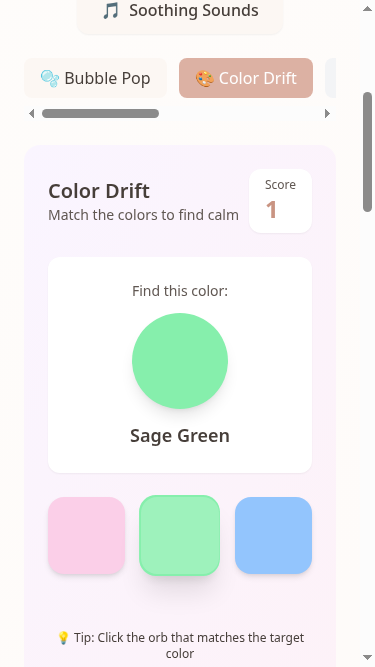 🎵 Soothing Sounds
🫧 Bubble Pop
🎨 Color Drift
Color Drift
Match the colors to find calm
Score
1
Find this color:
Sage Green
💡 Tip: Click the orb that matches the target
color